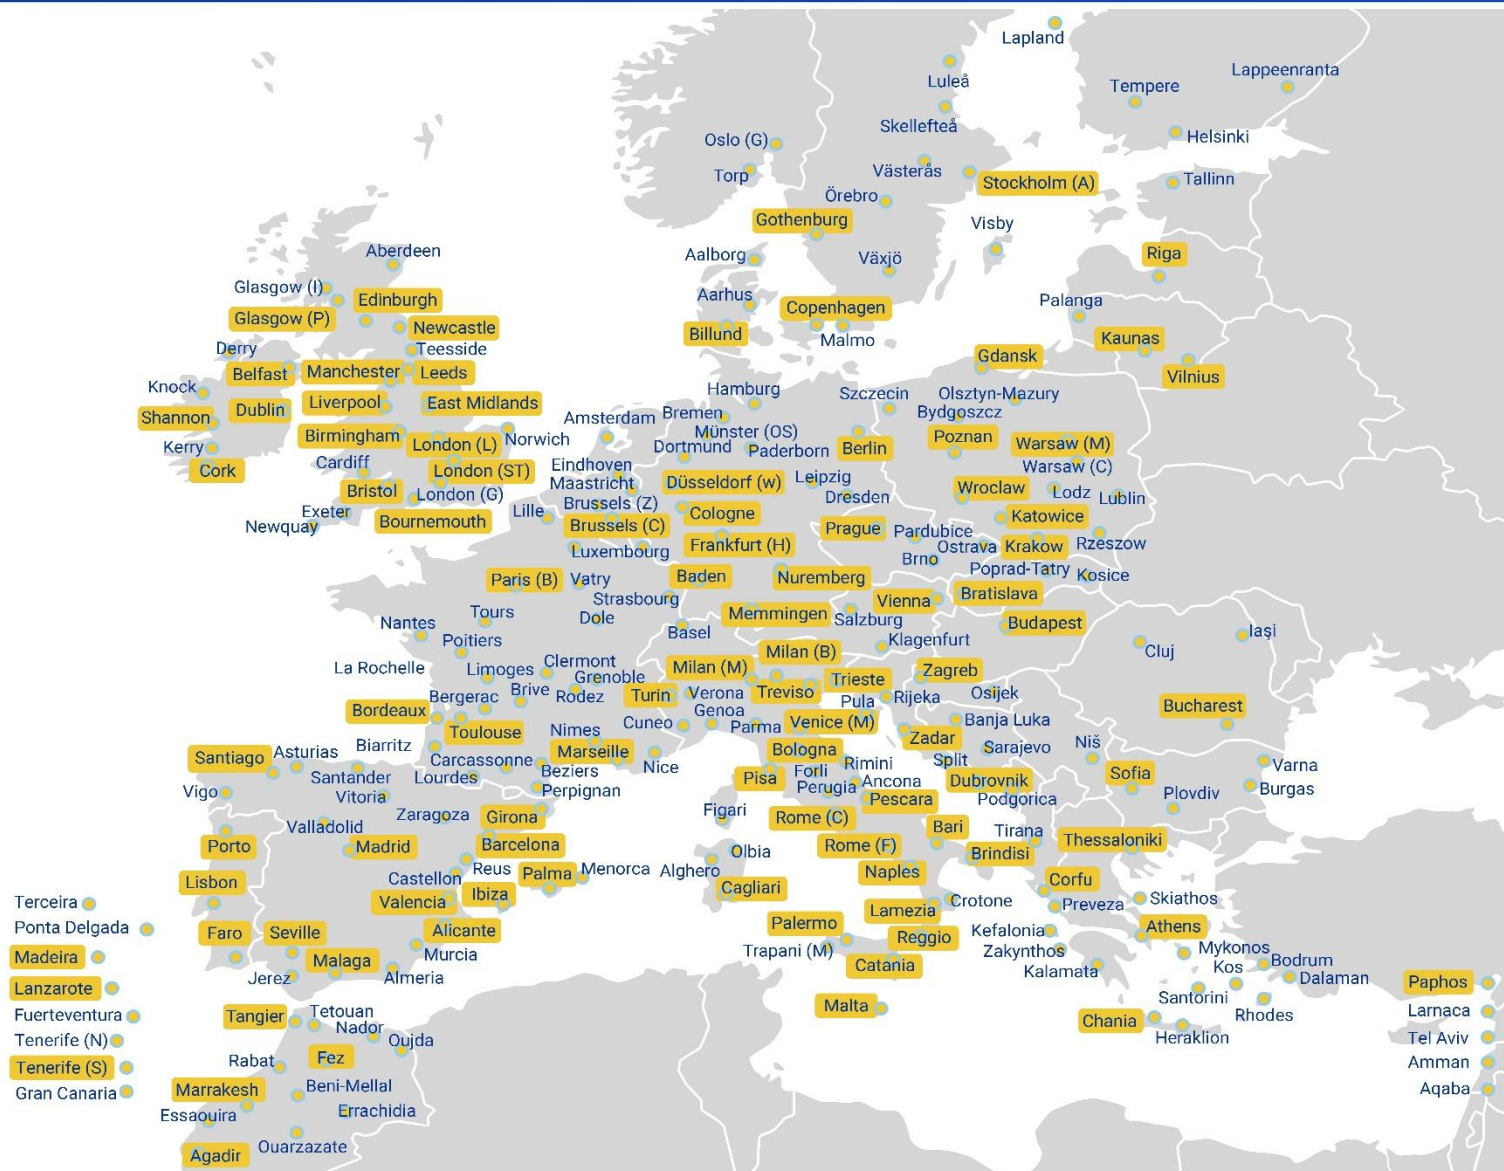 Lapland
Luleå
Lappeenranta
Tempere
Skellefteå
Helsinki
Oslo (G)
Torp
Västerås
Stockholm (A)
Tallinn
Örebro
Gothenburg
Visby
Aberdeen
Aalborg
Växjö
Riga
Glasgow (I)
Edinburgh
Aarhus
Copenhagen
Palanga
Glasgow (P)
Newcastle
Billund
Malmo
Kaunas
Derry
Teesside
Gdansk
Vilnius
Belfast
Manchester
Leeds
Knock
Hamburg
Szczecin
Olsztyn-Mazury
Shannon
Dublin
Liverpool
East Midlands
Amsterdam
Bremen
Bydgoszcz
Kerry
Birmingham
London (L)
Norwich
Münster (OS)
Dortmund
Paderborn
Berlin
Poznan
Warsaw (M)
Cork
Cardiff
London (ST)
Eindhoven
Warsaw (C)
Bristol
London (G)
Maastricht
Düsseldorf (w)
Leipzig
Dresden
Wroclaw
Lodz
Lublin
Exeter
Newquay
Bournemouth
Lille
Brussels (Z)
Brussels (C)
Cologne
Prague
Katowice
Pardubice
Luxembourg
Frankfurt (H)
Ostrava
Krakow
Rzeszow
Brno
Paris (B)
Vatry
Baden
Nuremberg
Poprad-Tatry
Kosice
Strasbourg
Vienna
Bratislava
Tours
Dole
Memmingen
Salzburg
Budapest
Nantes
Basel
Klagenfurt
Iaşi
Poitiers
Cluj
La Rochelle
Limoges
Clermont
Grenoble
Milan (M)
Milan (B)
Zagreb
Bergerac
Brive
Rodez
Turin
Verona
Treviso
Trieste
Rijeka
Osijek
Bordeaux
Genoa
Pula
Bucharest
Toulouse
Nimes
Cuneo
Parma
Venice (M)
Banja Luka
Biarritz
Zadar
Santiago
Asturias
Carcassonne
Marseille
Bologna
Sarajevo
Niš
Santander
Lourdes
Beziers
Nice
Pisa
Forli
Rimini
Split
Sofia
Varna
Vigo
Vitoria
Perpignan
Perugia
Ancona
Dubrovnik
Burgas
Podgorica
Pescara
Plovdiv
Valladolid
Zaragoza
Girona
Figari
Rome (C)
Bari
Tirana
Porto
Madrid
Barcelona
Olbia
Rome (F)
Brindisi
Thessaloniki
Lisbon
Castellon
Reus
Palma
Menorca
Alghero
Naples
Corfu
Terceira
Valencia
Ibiza
Cagliari
Lamezia
Crotone
Preveza
Skiathos
Ponta Delgada
Faro
Seville
Alicante
Palermo
Reggio
Kefalonia
Athens
Madeira
Malaga
Murcia
Trapani (M)
Catania
Zakynthos
Mykonos
Jerez
Almeria
Kalamata
Kos
Bodrum
Dalaman
Lanzarote
Paphos
Santorini
Rhodes
Fuerteventura
Tangier
Tetouan
Malta
Chania
Larnaca
Nador
Heraklion
Tenerife (N)
Oujda
Tel Aviv
Tenerife (S)
Rabat
Fez
Amman
Gran Canaria
Marrakesh
Beni-Mellal
Aqaba
Essaouira
Errachidia
Ouarzazate
Agadir